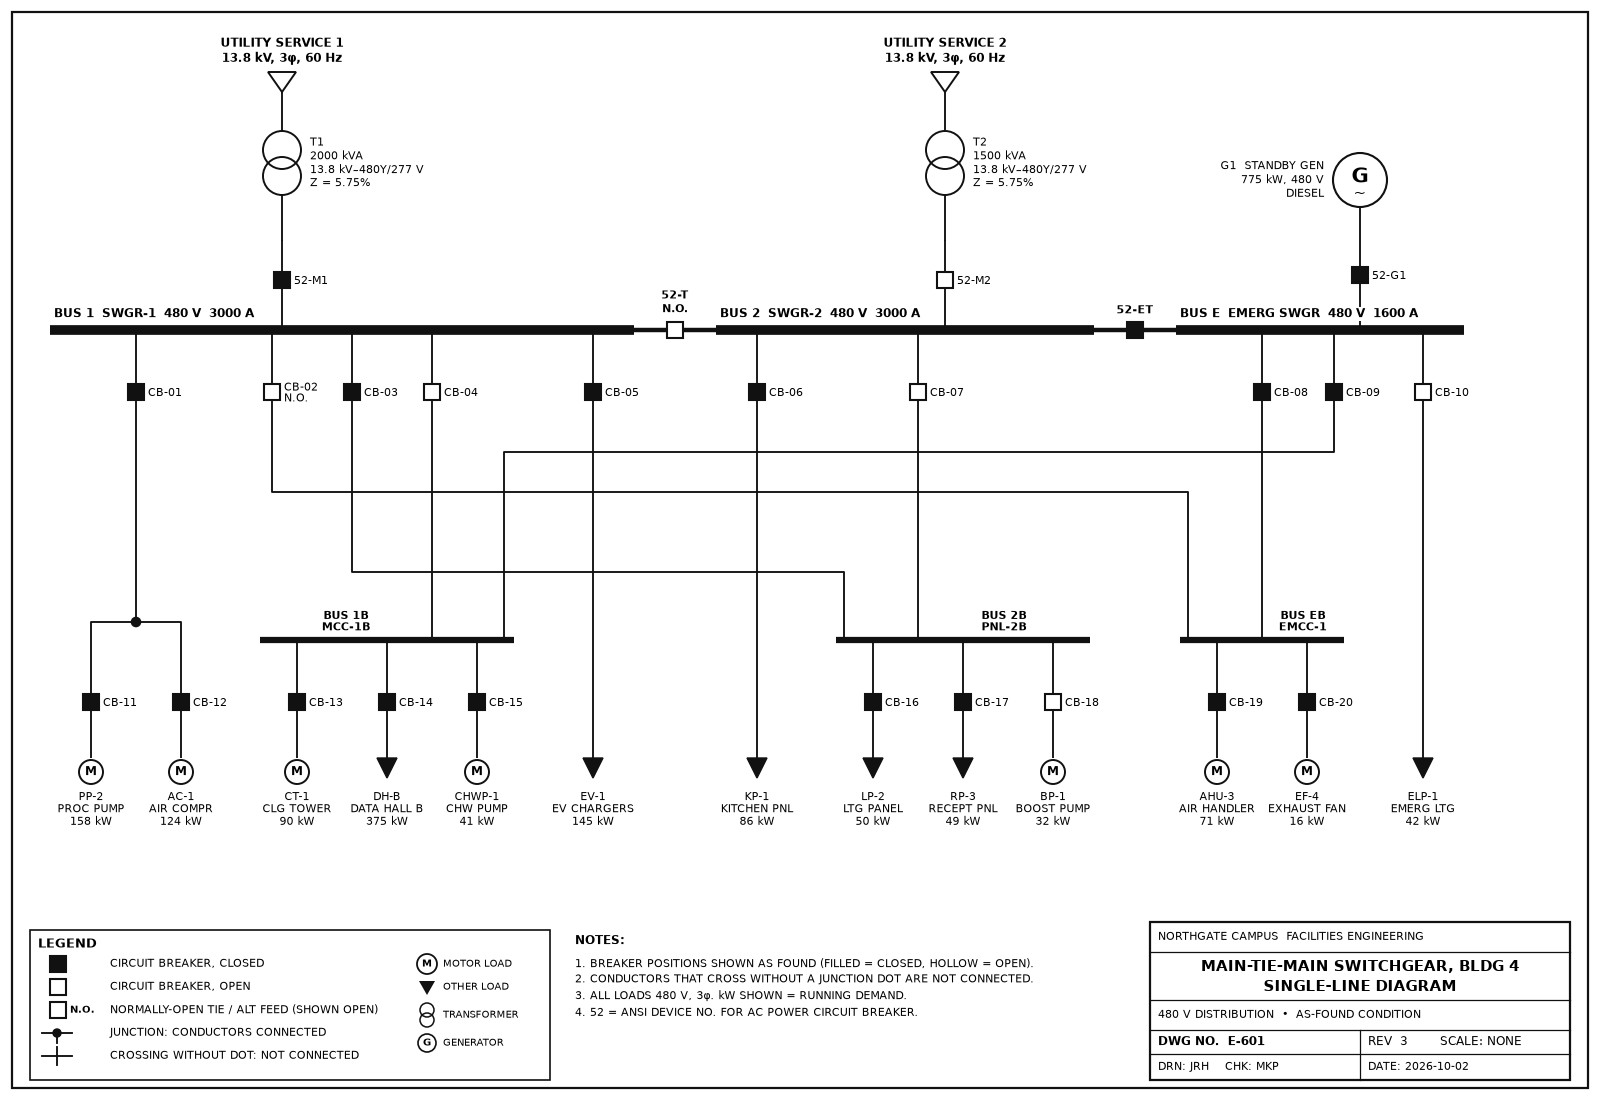 UTILITY SERVICE 1
13.8 kV, 3φ, 60 Hz
UTILITY SERVICE 2
13.8 kV, 3φ, 60 Hz
T1
2000 kVA
13.8 kV–480Y/277 V
Z = 5.75%
T2
1500 kVA
13.8 kV–480Y/277 V
Z = 5.75%
G1 STANDBY GEN
775 kW, 480 V
DIESEL
G
~
52-M1
52-M2
52-G1
BUS 1 SWGR-1 480 V 3000 A
52-T
N.O.
BUS 2 SWGR-2 480 V 3000 A
52-ET
BUS E EMERG SWGR 480 V 1600 A
CB-01
CB-02
N.O.
CB-03
CB-04
CB-05
CB-06
CB-07
CB-08
CB-09
CB-10
BUS 1B
MCC-1B
BUS 2B
PNL-2B
BUS EB
EMCC-1
CB-11
CB-12
CB-13
CB-14
CB-15
CB-16
CB-17
CB-18
CB-19
CB-20
M
PP-2
PROC PUMP
158 kW
M
AC-1
AIR COMPR
124 kW
M
CT-1
CLG TOWER
90 kW
DH-B
DATA HALL B
375 kW
M
CHWP-1
CHW PUMP
41 kW
EV-1
EV CHARGERS
145 kW
KP-1
KITCHEN PNL
86 kW
LP-2
LTG PANEL
50 kW
RP-3
RECEPT PNL
49 kW
M
BP-1
BOOST PUMP
32 kW
M
AHU-3
AIR HANDLER
71 kW
M
EF-4
EXHAUST FAN
16 kW
ELP-1
EMERG LTG
42 kW
LEGEND
CIRCUIT BREAKER, CLOSED
CIRCUIT BREAKER, OPEN
N.O. NORMALLY-OPEN TIE / ALT FEED (SHOWN OPEN)
JUNCTION: CONDUCTORS CONNECTED
CROSSING WITHOUT DOT: NOT CONNECTED
M MOTOR LOAD
OTHER LOAD
TRANSFORMER
G GENERATOR
NOTES:
1. BREAKER POSITIONS SHOWN AS FOUND (FILLED = CLOSED, HOLLOW = OPEN).
2. CONDUCTORS THAT CROSS WITHOUT A JUNCTION DOT ARE NOT CONNECTED.
3. ALL LOADS 480 V, 3φ. kW SHOWN = RUNNING DEMAND.
4. 52 = ANSI DEVICE NO. FOR AC POWER CIRCUIT BREAKER.
NORTHGATE CAMPUS FACILITIES ENGINEERING
MAIN-TIE-MAIN SWITCHGEAR, BLDG 4
SINGLE-LINE DIAGRAM
480 V DISTRIBUTION • AS-FOUND CONDITION
DWG NO. E-601
REV 3 SCALE: NONE
DRN: JRH CHK: MKP
DATE: 2026-10-02